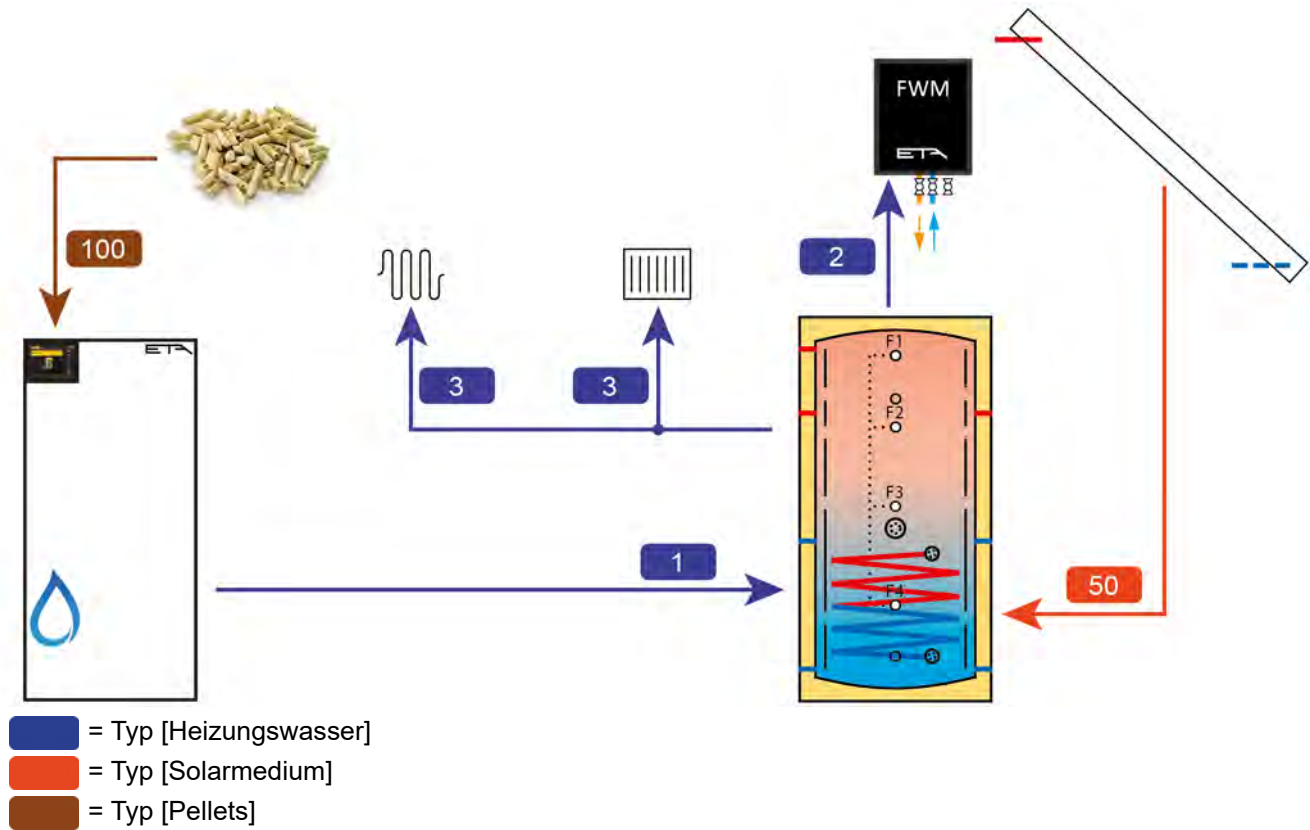 FWM
ETA
100
2
3
3
ETA
F1
F2
F3
1
F4
50
= Typ [Heizungswasser]
= Typ [Solarmedium]
= Typ [Pellets]